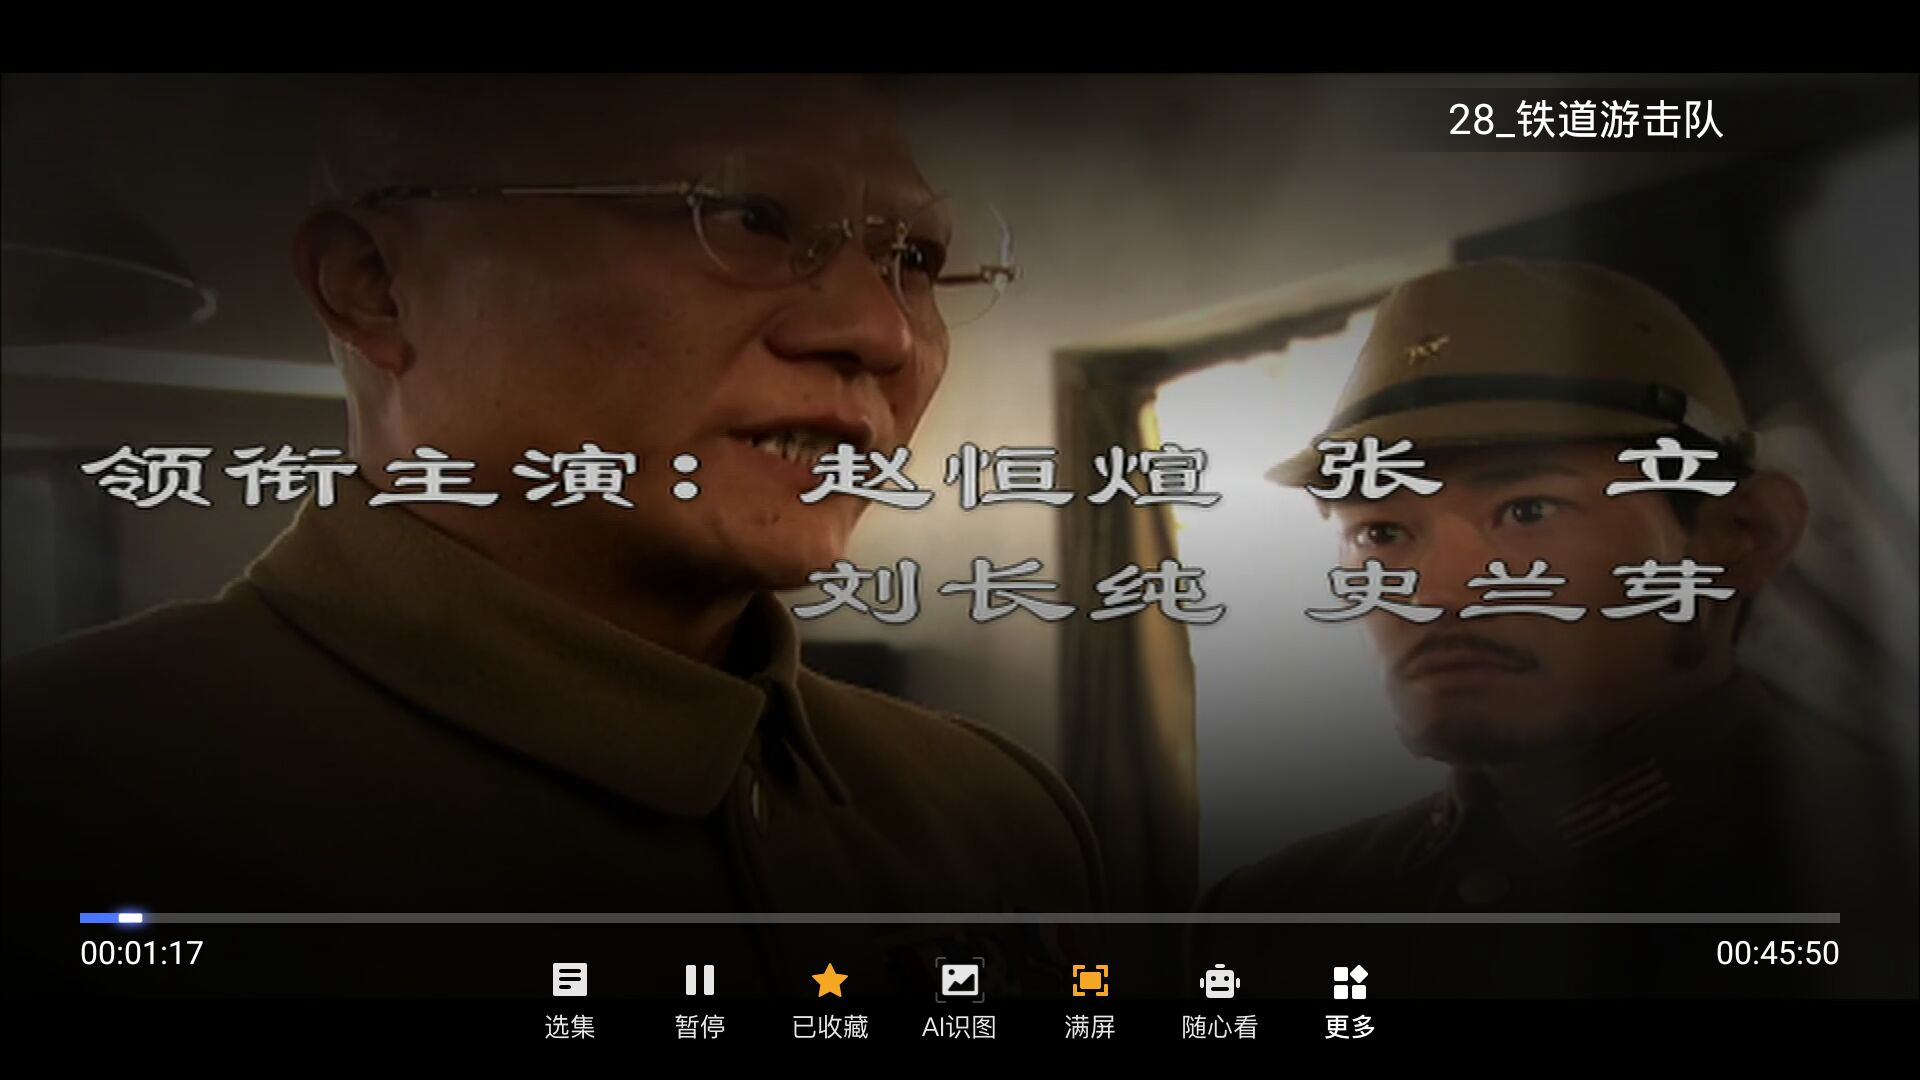 28_铁道游击队
领衔主演：赵恒煊 张 立
刘长纯 史兰芽
00:01:17
00:45:50
选集 暂停 已收藏 AI识图 满屏 随心看 更多